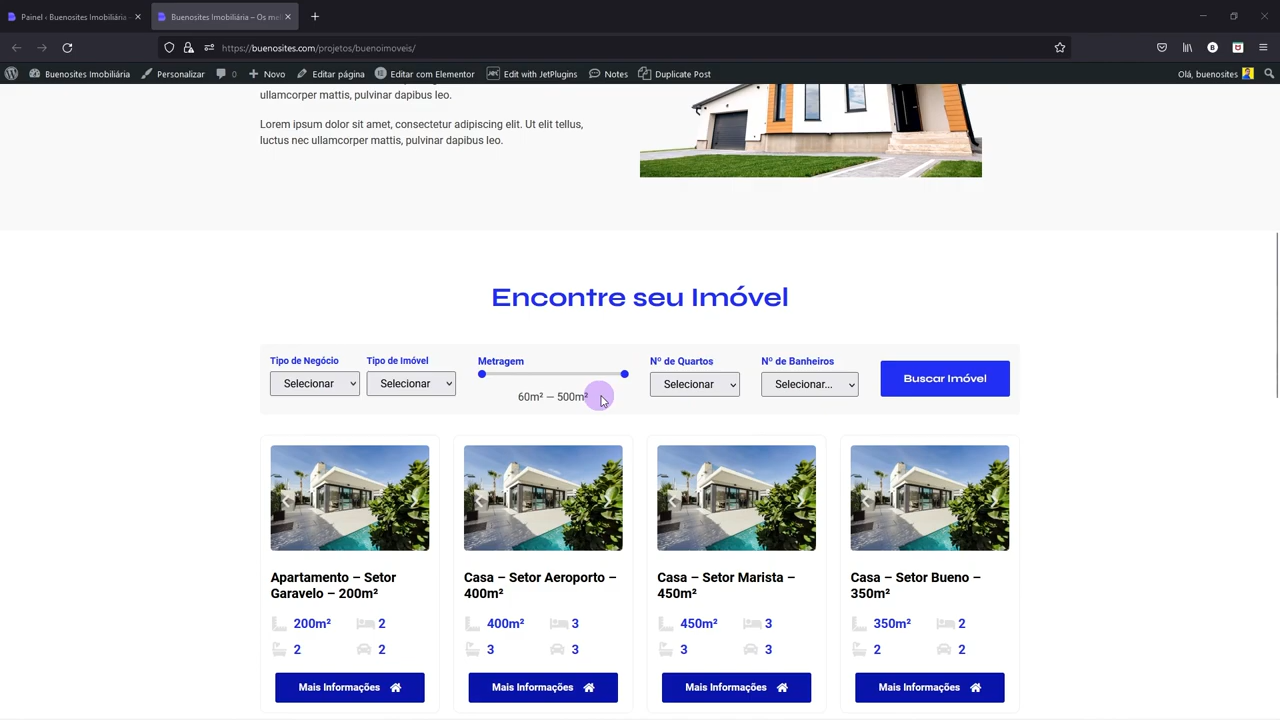 Painel ‹ Buenosites Imobiliária
Buenosites Imobiliária – Os me
https://buenosites.com/projetos/buenoimoveis/
Buenosites Imobiliária
Personalizar
0
Novo
Editar página
Editar com Elementor
Edit with JetPlugins
Notes
Duplicate Post
Olá, buenosites
ullamcorper mattis, pulvinar dapibus leo.
Lorem ipsum dolor sit amet, consectetur adipiscing elit. Ut elit tellus,
luctus nec ullamcorper mattis, pulvinar dapibus leo.
Encontre seu Imóvel
Tipo de Negócio
Tipo de Imóvel
Metragem
Nº de Quartos
Nº de Banheiros
Selecionar
Selecionar
60m² — 500m²
Selecionar
Selecionar...
Buscar Imóvel
Apartamento – Setor
Garavelo – 200m²
200m²
2
2
2
Mais Informações
Casa – Setor Aeroporto –
400m²
400m²
3
3
3
Mais Informações
Casa – Setor Marista –
450m²
450m²
3
3
3
Mais Informações
Casa – Setor Bueno –
350m²
350m²
2
2
2
Mais Informações